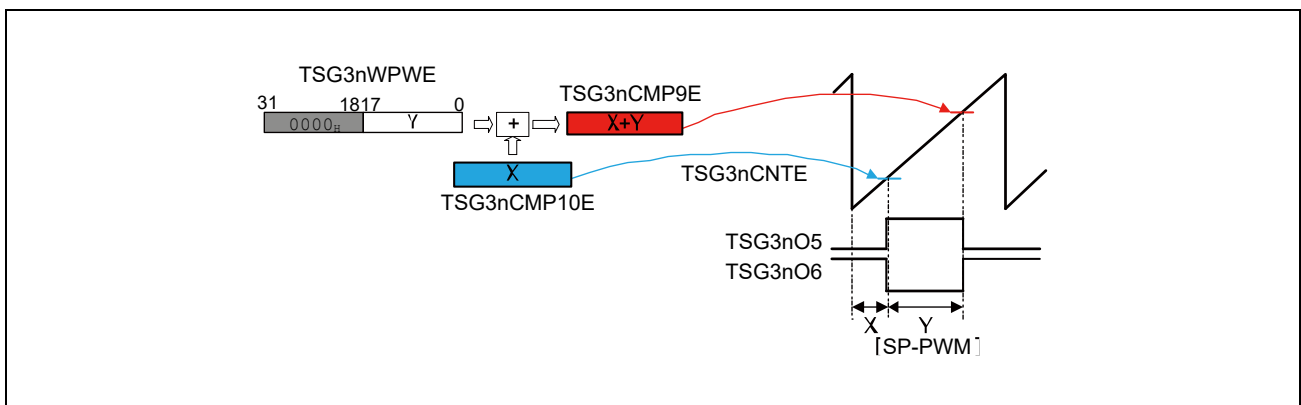 TSG3nWPWE
31 1817 0
0000H Y
+
TSG3nCMP9E
X+Y
X
TSG3nCMP10E
TSG3nCNTE
TSG3nO5
TSG3nO6
X Y
[SP-PWM]